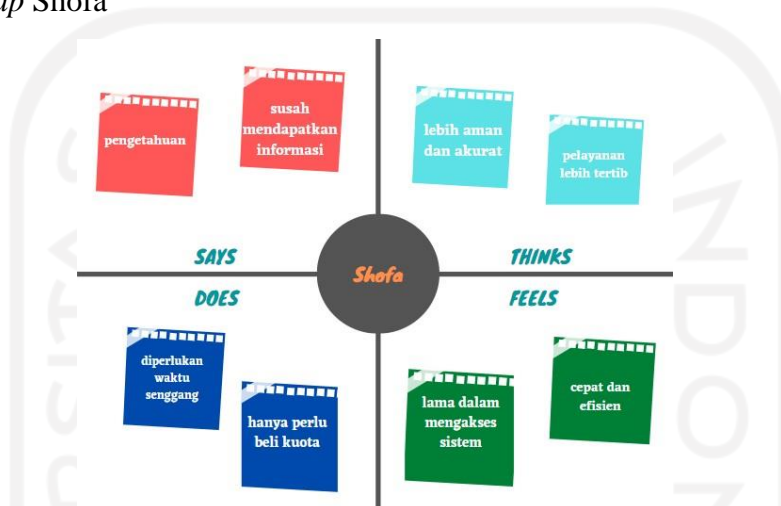 up Shofa
pengetahuan
susah
mendapatkan
informasi
SAYS
lebih aman
dan akurat
pelayanan
lebih tertib
THINKS
Shofa
DOES
diperlukan
waktu
senggang
hanya perlu
beli kuota
FEELS
lama dalam
mengakses
sistem
cepat dan
efisien